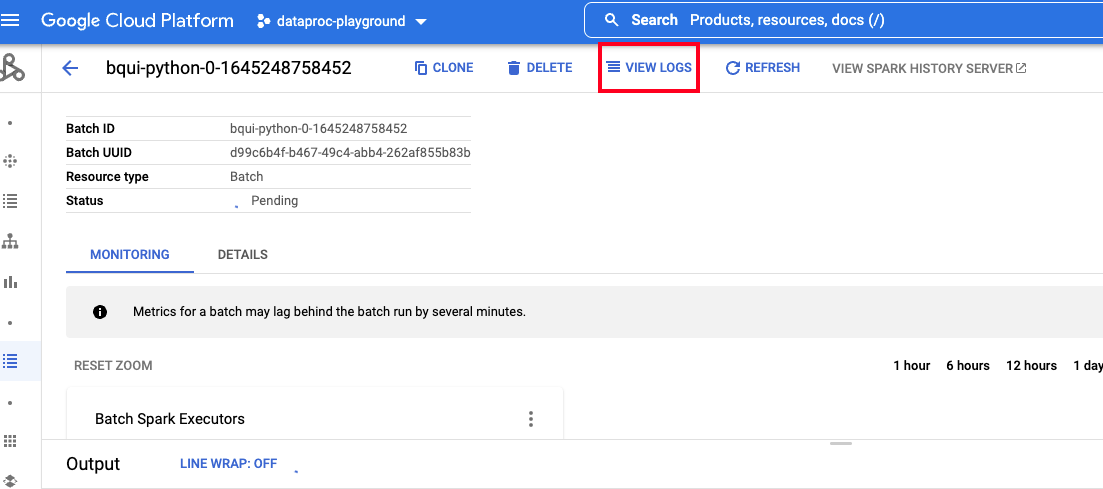 Google Cloud Platform dataproc-playground Search Products, resources, docs (/)
bqui-python-0-1645248758452 CLONE DELETE VIEW LOGS REFRESH VIEW SPARK HISTORY SERVER
Batch ID bqui-python-0-1645248758452
Batch UUID d99c6b4f-b467-49c4-abb4-262af855b83b
Resource type Batch
Status Pending
MONITORING DETAILS
Metrics for a batch may lag behind the batch run by several minutes.
RESET ZOOM 1 hour 6 hours 12 hours 1 day
Batch Spark Executors
Output LINE WRAP: OFF